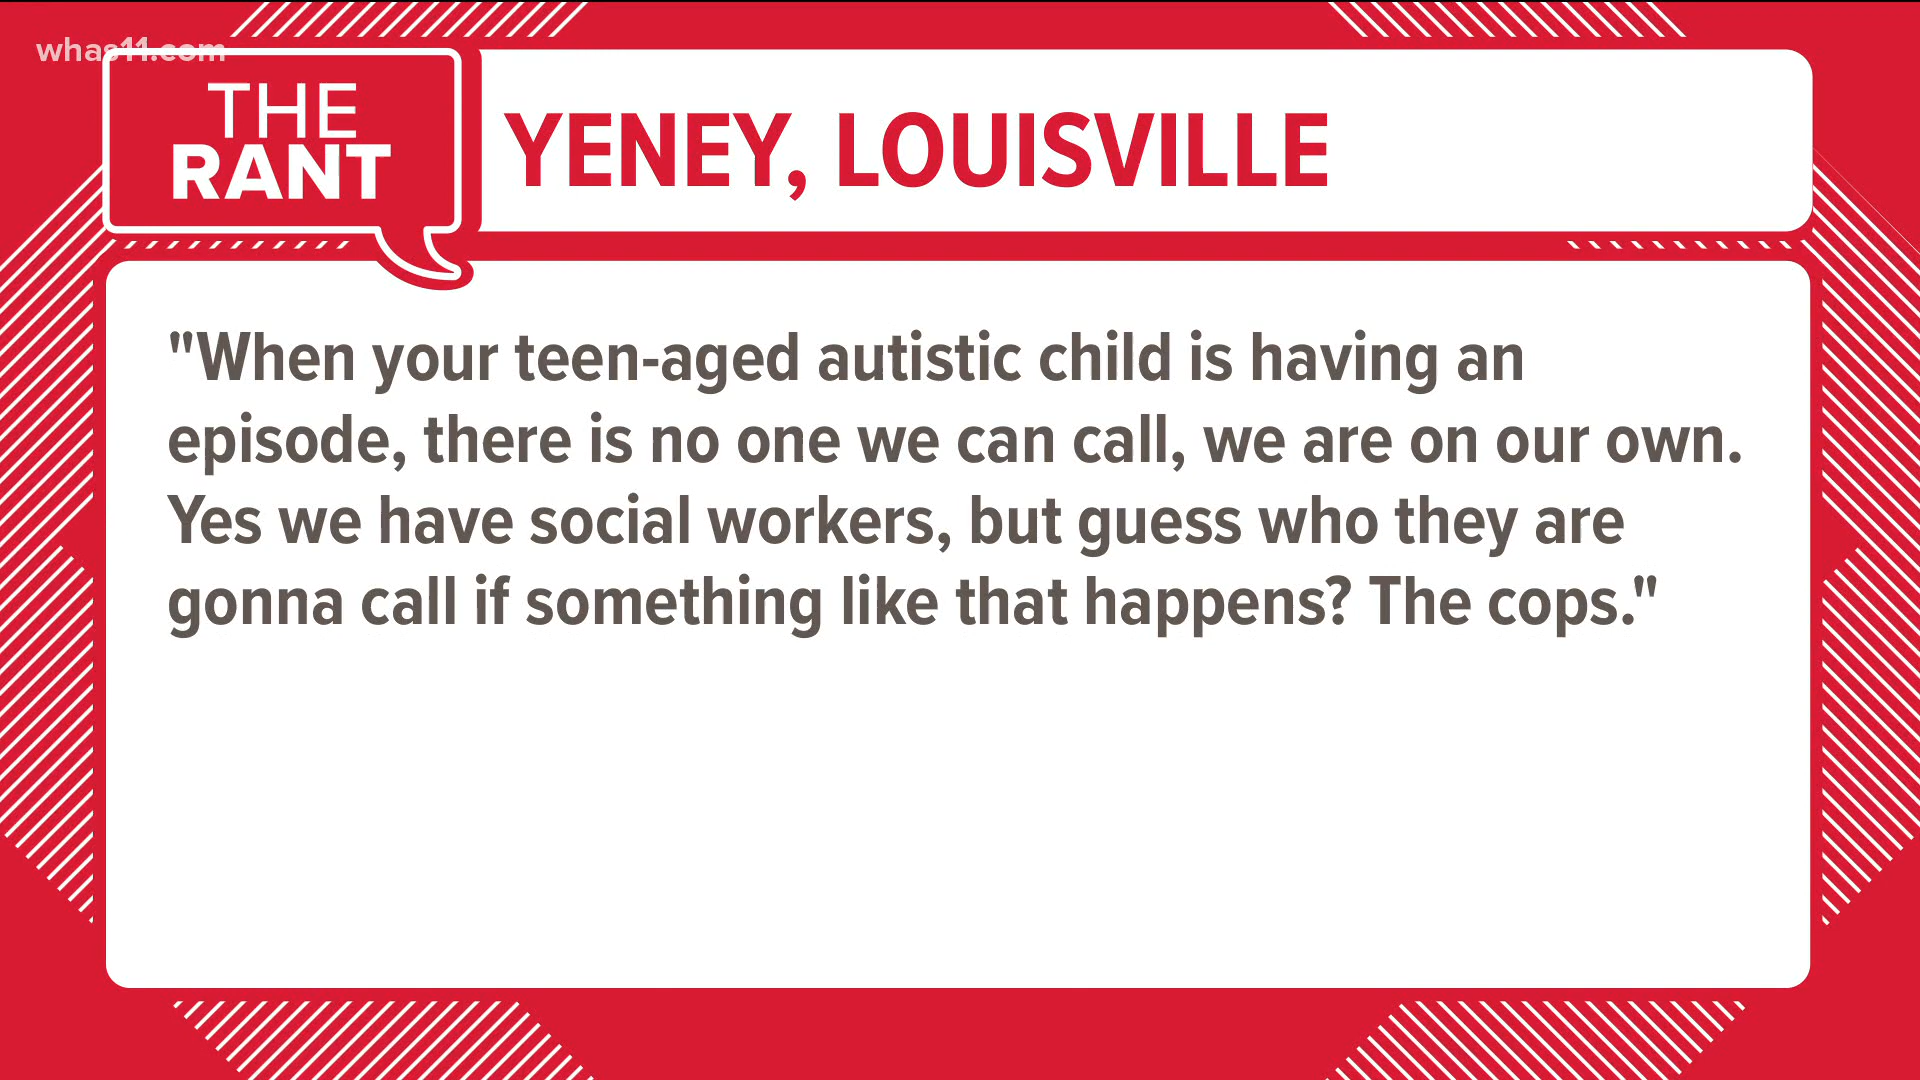 whas11.com
THE
RANT
YENEY, LOUISVILLE
"When your teen-aged autistic child is having an
episode, there is no one we can call, we are on our own.
Yes we have social workers, but guess who they are
gonna call if something like that happens? The cops."